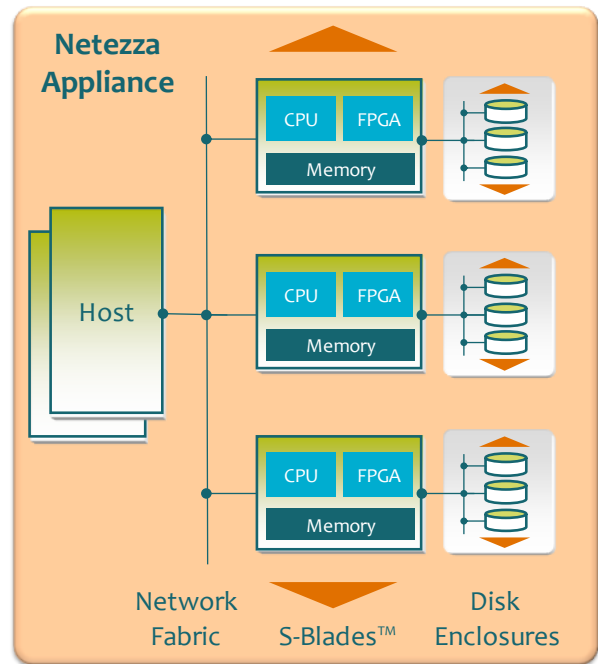 Netezza
Appliance
CPU
FPGA
Memory
Host
CPU
FPGA
Memory
CPU
FPGA
Memory
Network
Fabric
S-Blades™
Disk
Enclosures